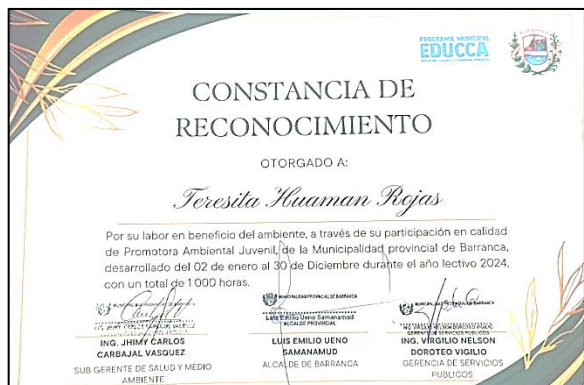 PROGRAMA MUNICIPAL
EDUCCA
CONSTANCIA DE
RECONOCIMIENTO
OTORGADO A:
Teresita Huaman Rojas
Por su labor en beneficio del ambiente, a través de su participación en calidad
de Promotora Ambiental Juvenil, de la Municipalidad provincial de Barranca,
desarrollado del 02 de enero al 30 de Diciembre durante el año lectivo 2024,
con un total de 1 000 horas.
MUNICIPALIDAD PROVINCIAL DE BARRANCA
Luis Emilio Ueno Samanamud
ALCALDE PROVINCIAL
GERENTE DE SERVICIOS PUBLICOS
ING. JHIMY CARLOS
CARBAJAL VASQUEZ
SUB GERENTE DE SALUD Y MEDIO
AMBIENTE
LUIS EMILIO UENO
SAMANAMUD
ALCALDE DE BARRANCA
ING. VIRGILIO NELSON
DOROTEO VIGILIO
GERENCIA DE SERVICIOS
PUBLICOS